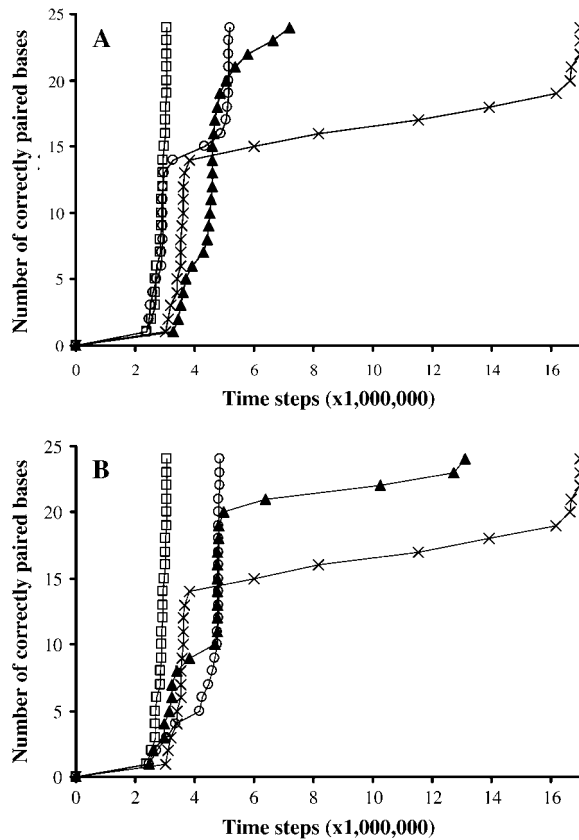 A
Number of correctly paired bases
25
20
15
10
5
0
0 2 4 6 8 10 12 14 16
Time steps (x1,000,000)
B
Number of correctly paired bases
25
20
15
10
5
0
0 2 4 6 8 10 12 14 16
Time steps (x1,000,000)